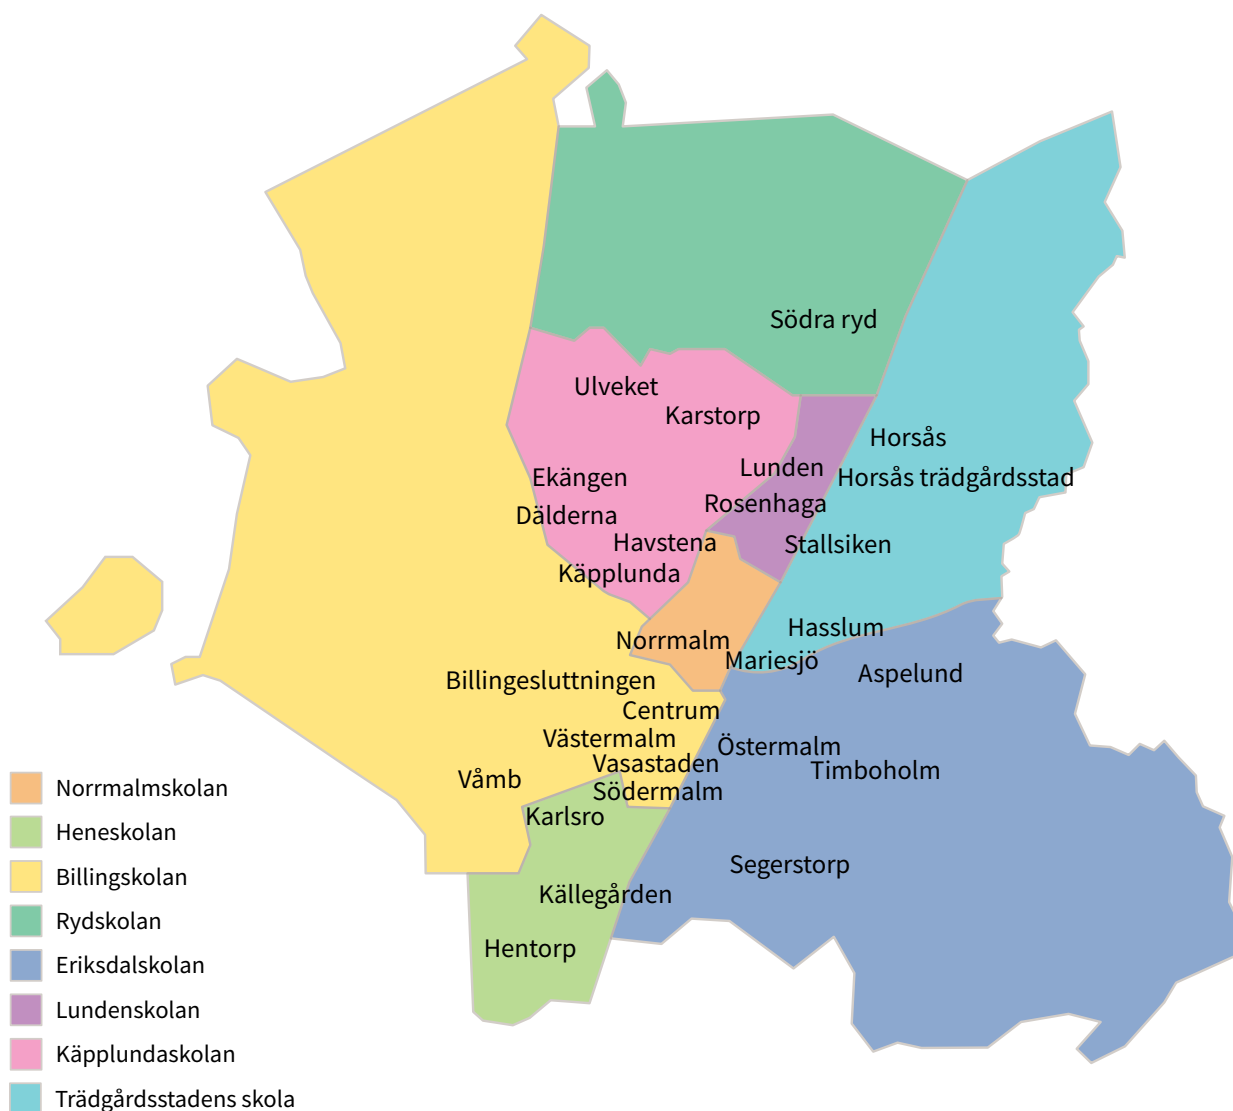 Södra ryd
Ulveket
Karstorp
Horsås
Lunden
Ekängen
Horsås trädgårdsstad
Rosenhaga
Dälderna
Havstena
Stallsiken
Käpplunda
Hasslum
Norrmalm
Mariesjö
Aspelund
Billingesluttningen
Centrum
Västermalm
Östermalm
Vasastaden
Timboholm
Våmb
Södermalm
Karlsro
Segerstorp
Källegården
Hentorp
Norrmalmskolan
Heneskolan
Billingskolan
Rydskolan
Eriksdalskolan
Lundenskolan
Käpplundaskolan
Trädgårdsstadens skola